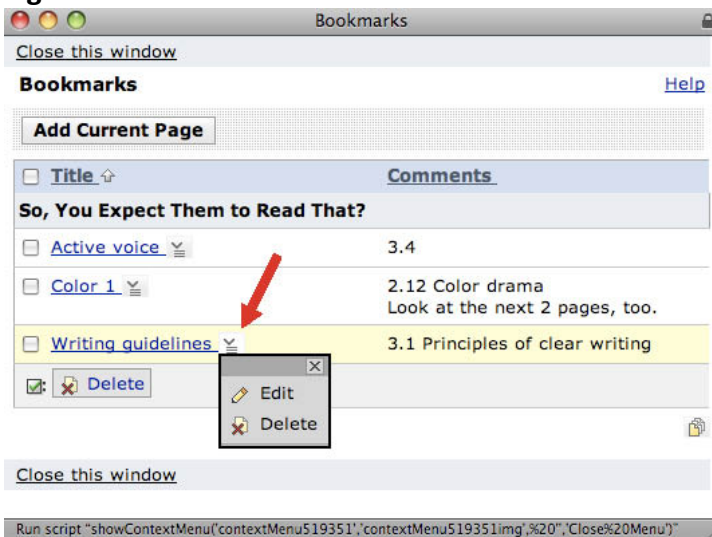 Bookmarks
Close this window
Bookmarks
Help
Add Current Page
Title
Comments
So, You Expect Them to Read That?
Active voice
3.4
Color 1
2.12 Color drama
Look at the next 2 pages, too.
Writing guidelines
3.1 Principles of clear writing
: Delete
Edit
Delete
Close this window
Run script "showContextMenu('contextMenu519351','contextMenu519351img',%20'','Close%20Menu')"